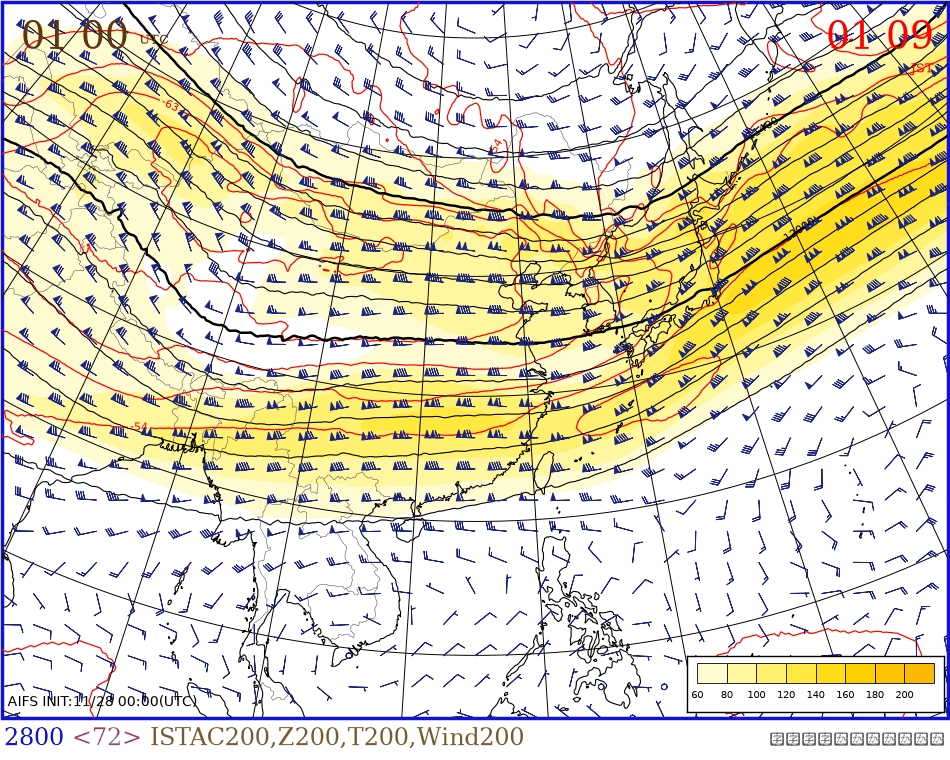 01 00 UTC
01 09
JST
-63
-54
12000
60 80 100 120 140 160 180 200
AIFS INIT:11/28 00:00(UTC)
2800 <72> ISTAC200,Z200,T200,Wind200